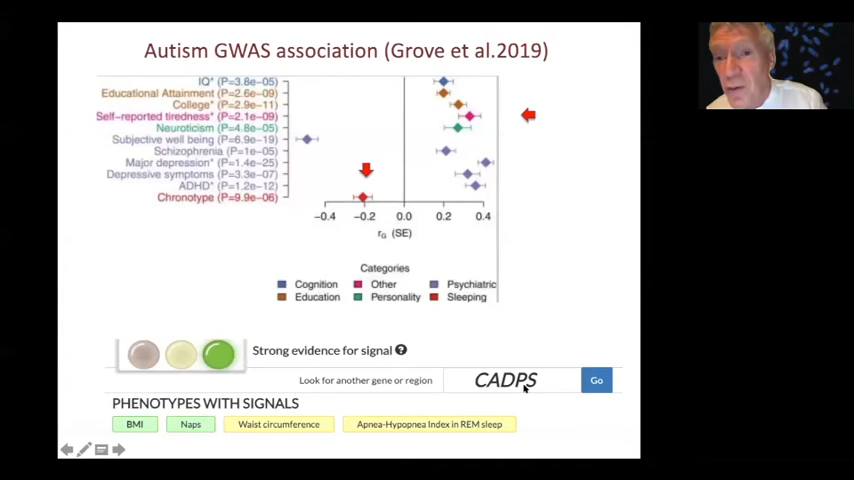 Autism GWAS association (Grove et al.2019)
IQ* (P=3.8e-05)
Educational Attainment (P=2.6e-09)
College* (P=2.9e-11)
Self-reported tiredness* (P=2.1e-09)
Neuroticism (P=4.8e-05)
Subjective well being (P=6.9e-19)
Schizophrenia (P=1e-05)
Major depression* (P=1.4e-25)
Depressive symptoms (P=3.3e-07)
ADHD* (P=1.2e-12)
Chronotype (P=9.9e-06)
−0.4 −0.2 0.0 0.2 0.4
rG (SE)
Categories
Cognition Other Psychiatric
Education Personality Sleeping
Strong evidence for signal ?
Look for another gene or region CADPS Go
PHENOTYPES WITH SIGNALS
BMI Naps Waist circumference Apnea-Hypopnea Index in REM sleep